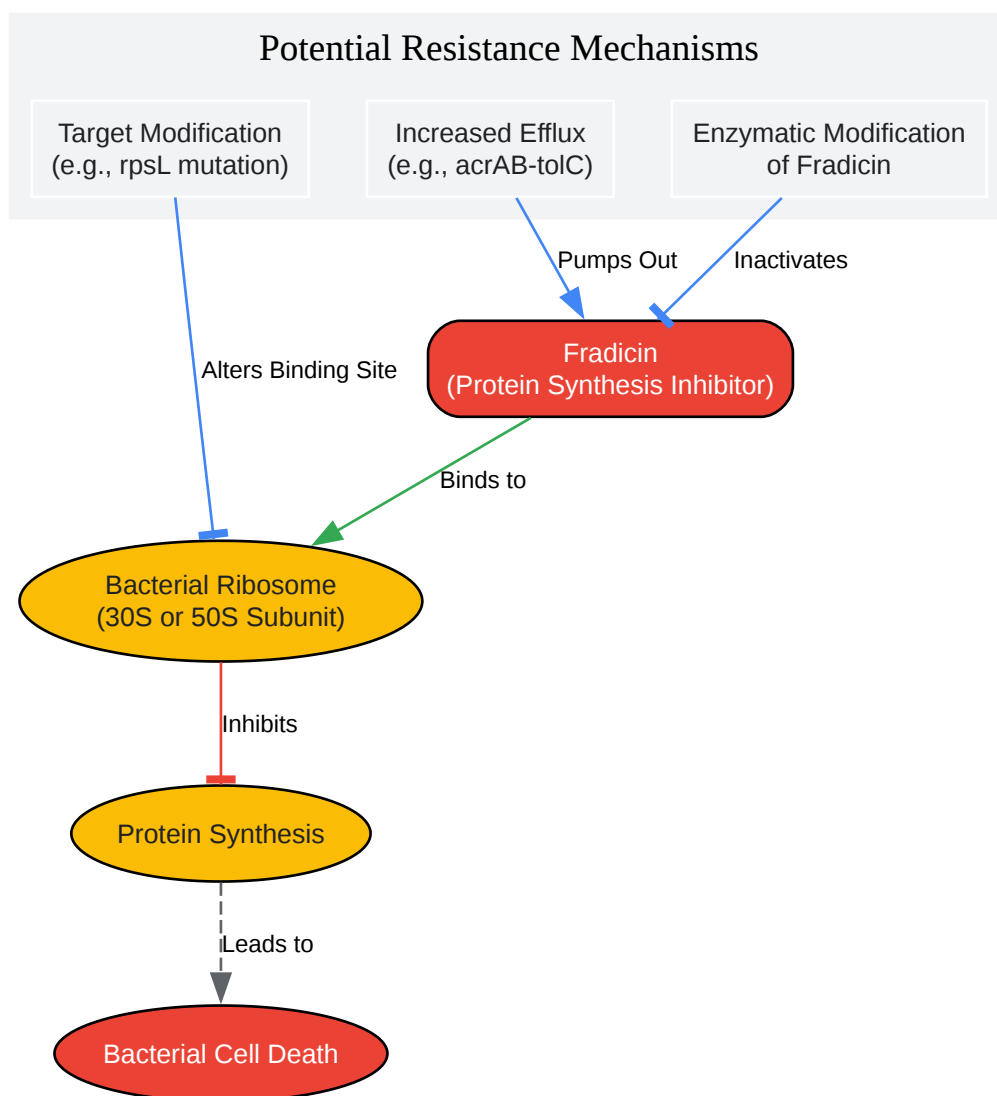 Potential Resistance Mechanisms
Target Modification
(e.g., rpsL mutation)
Increased Efflux
(e.g., acrAB-tolC)
Enzymatic Modification
of Fradicin
Pumps Out
Inactivates
Fradicin
(Protein Synthesis Inhibitor)
Alters Binding Site
Binds to
Bacterial Ribosome
(30S or 50S Subunit)
Inhibits
Protein Synthesis
Leads to
Bacterial Cell Death